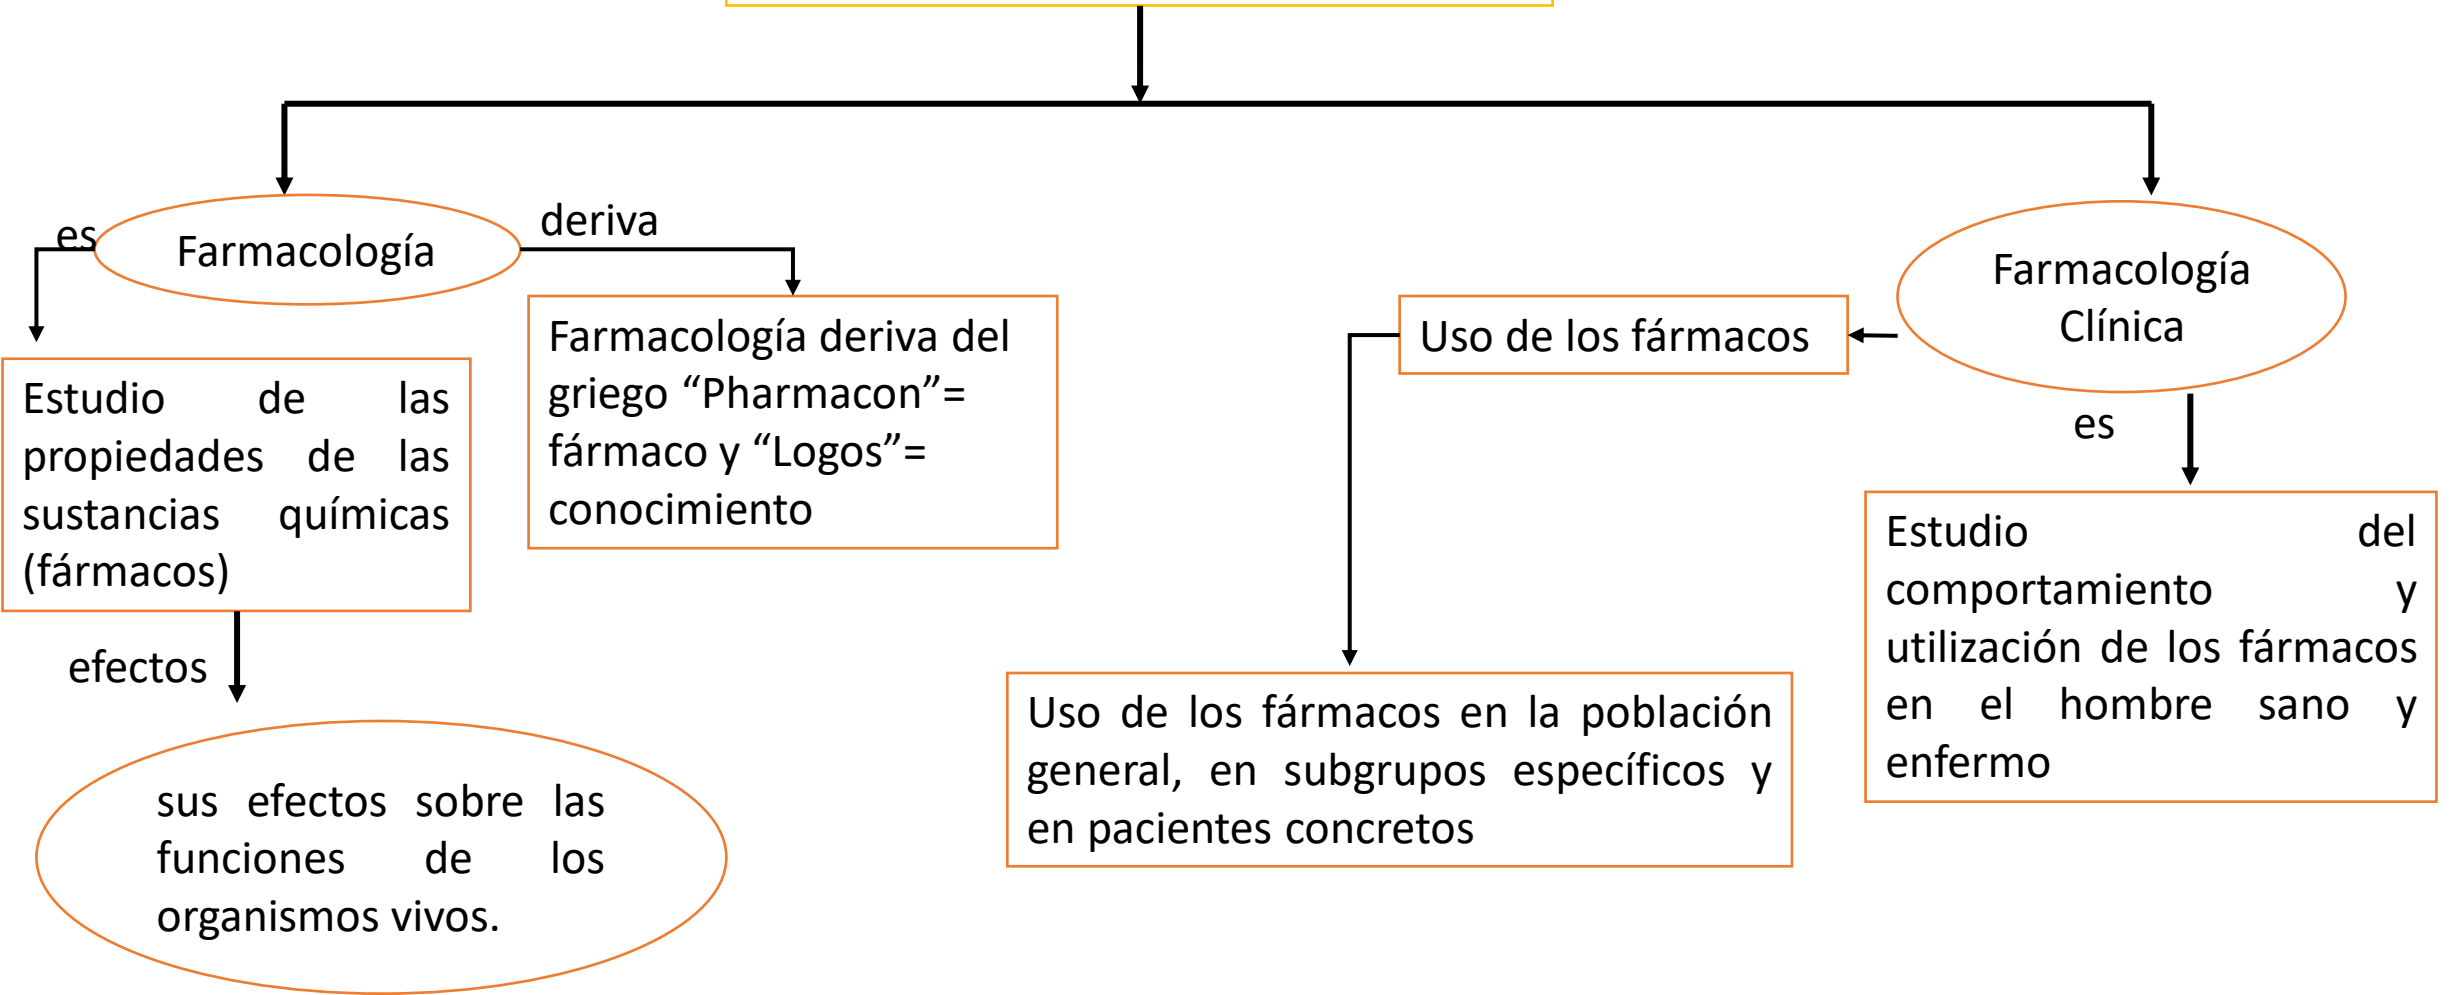 es
Farmacología
deriva
Estudio de las
propiedades de las
sustancias químicas
(fármacos)
efectos
sus efectos sobre las
funciones de los
organismos vivos.
Farmacología deriva del
griego “Pharmacon”=
fármaco y “Logos”=
conocimiento
Farmacología
Clínica
Uso de los fármacos
Uso de los fármacos en la población
general, en subgrupos específicos y
en pacientes concretos
es
Estudio del
comportamiento y
utilización de los fármacos
en el hombre sano y
enfermo